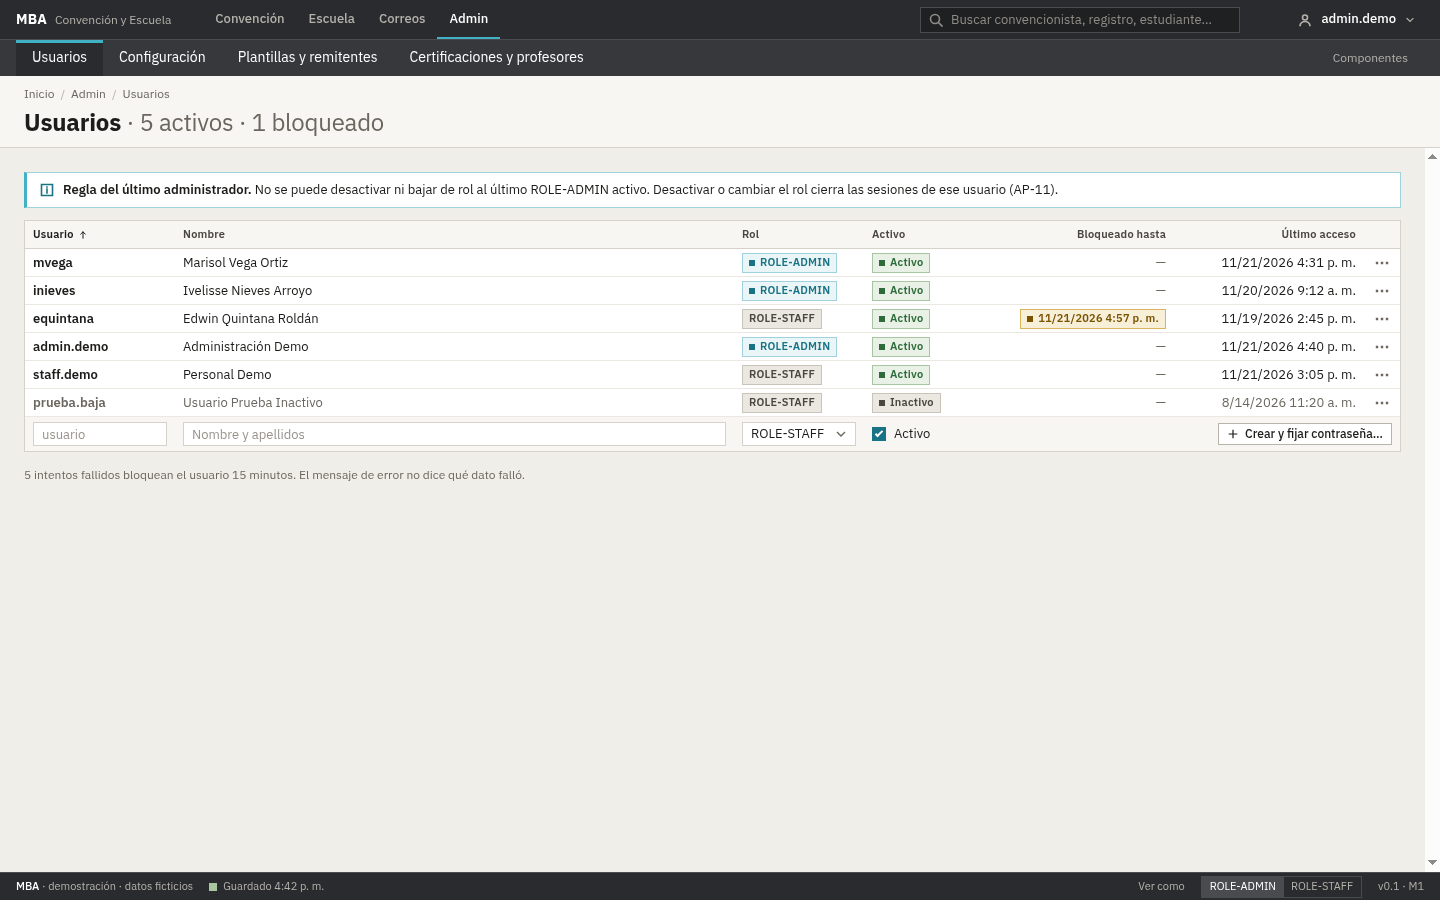 MBA Convención y Escuela Convención Escuela Correos Admin Buscar convencionista, registro, estudiante... admin.demo
Usuarios Configuración Plantillas y remitentes Certificaciones y profesores Componentes
Inicio / Admin / Usuarios
Usuarios · 5 activos · 1 bloqueado
Regla del último administrador. No se puede desactivar ni bajar de rol al último ROLE-ADMIN activo. Desactivar o cambiar el rol cierra las sesiones de ese usuario (AP-11).
Usuario ↑ Nombre Rol Activo Bloqueado hasta Último acceso
mvega Marisol Vega Ortiz ROLE-ADMIN Activo — 11/21/2026 4:31 p. m. ...
inieves Ivelisse Nieves Arroyo ROLE-ADMIN Activo — 11/20/2026 9:12 a. m. ...
equintana Edwin Quintana Roldán ROLE-STAFF Activo 11/21/2026 4:57 p. m. 11/19/2026 2:45 p. m. ...
admin.demo Administración Demo ROLE-ADMIN Activo — 11/21/2026 4:40 p. m. ...
staff.demo Personal Demo ROLE-STAFF Activo — 11/21/2026 3:05 p. m. ...
prueba.baja Usuario Prueba Inactivo ROLE-STAFF Inactivo — 8/14/2026 11:20 a. m. ...
usuario Nombre y apellidos ROLE-STAFF Activo + Crear y fijar contraseña...
5 intentos fallidos bloquean el usuario 15 minutos. El mensaje de error no dice qué dato falló.
MBA · demostración · datos ficticios Guardado 4:42 p. m. Ver como ROLE-ADMIN ROLE-STAFF v0.1 · M1